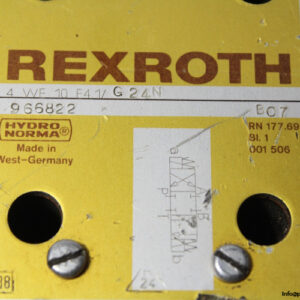 REXROTH
4 WE 10 E41/ G 24N
966822 BC7
HYDRO RN 177.69
NORMA® Bl. 1
Made in 001 506
West-Germany
a
b
24